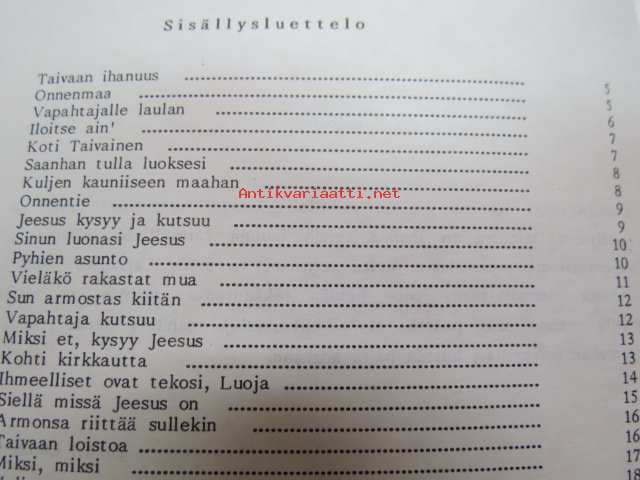 Sisällysluettelo
Taivaan ihanuus ........ 5
Onnenmaa ........ 5
Vapahtajalle laulan ........ 6
Iloitse ain' ........ 7
Koti Taivainen ........ 7
Saanhan tulla luoksesi ........ 8
Kuljen kauniiseen maahan ........ 8
Antikvariaatti.net
Onnentie ........ 9
Jeesus kysyy ja kutsuu ........ 9
Sinun luonasi Jeesus ........ 10
Pyhien asunto ........ 10
Vieläkö rakastat mua ........ 11
Sun armostas kiitän ........ 12
Vapahtaja kutsuu ........ 12
Miksi et, kysyy Jeesus ........ 13
Kohti kirkkautta ........ 13
Ihmeelliset ovat tekosi, Luoja ........ 14
Siellä missä Jeesus on ........ 15
Armonsa riittää sullekin ........ 16
Taivaan loistoa ........ 16
Miksi, miksi ........ 17
18